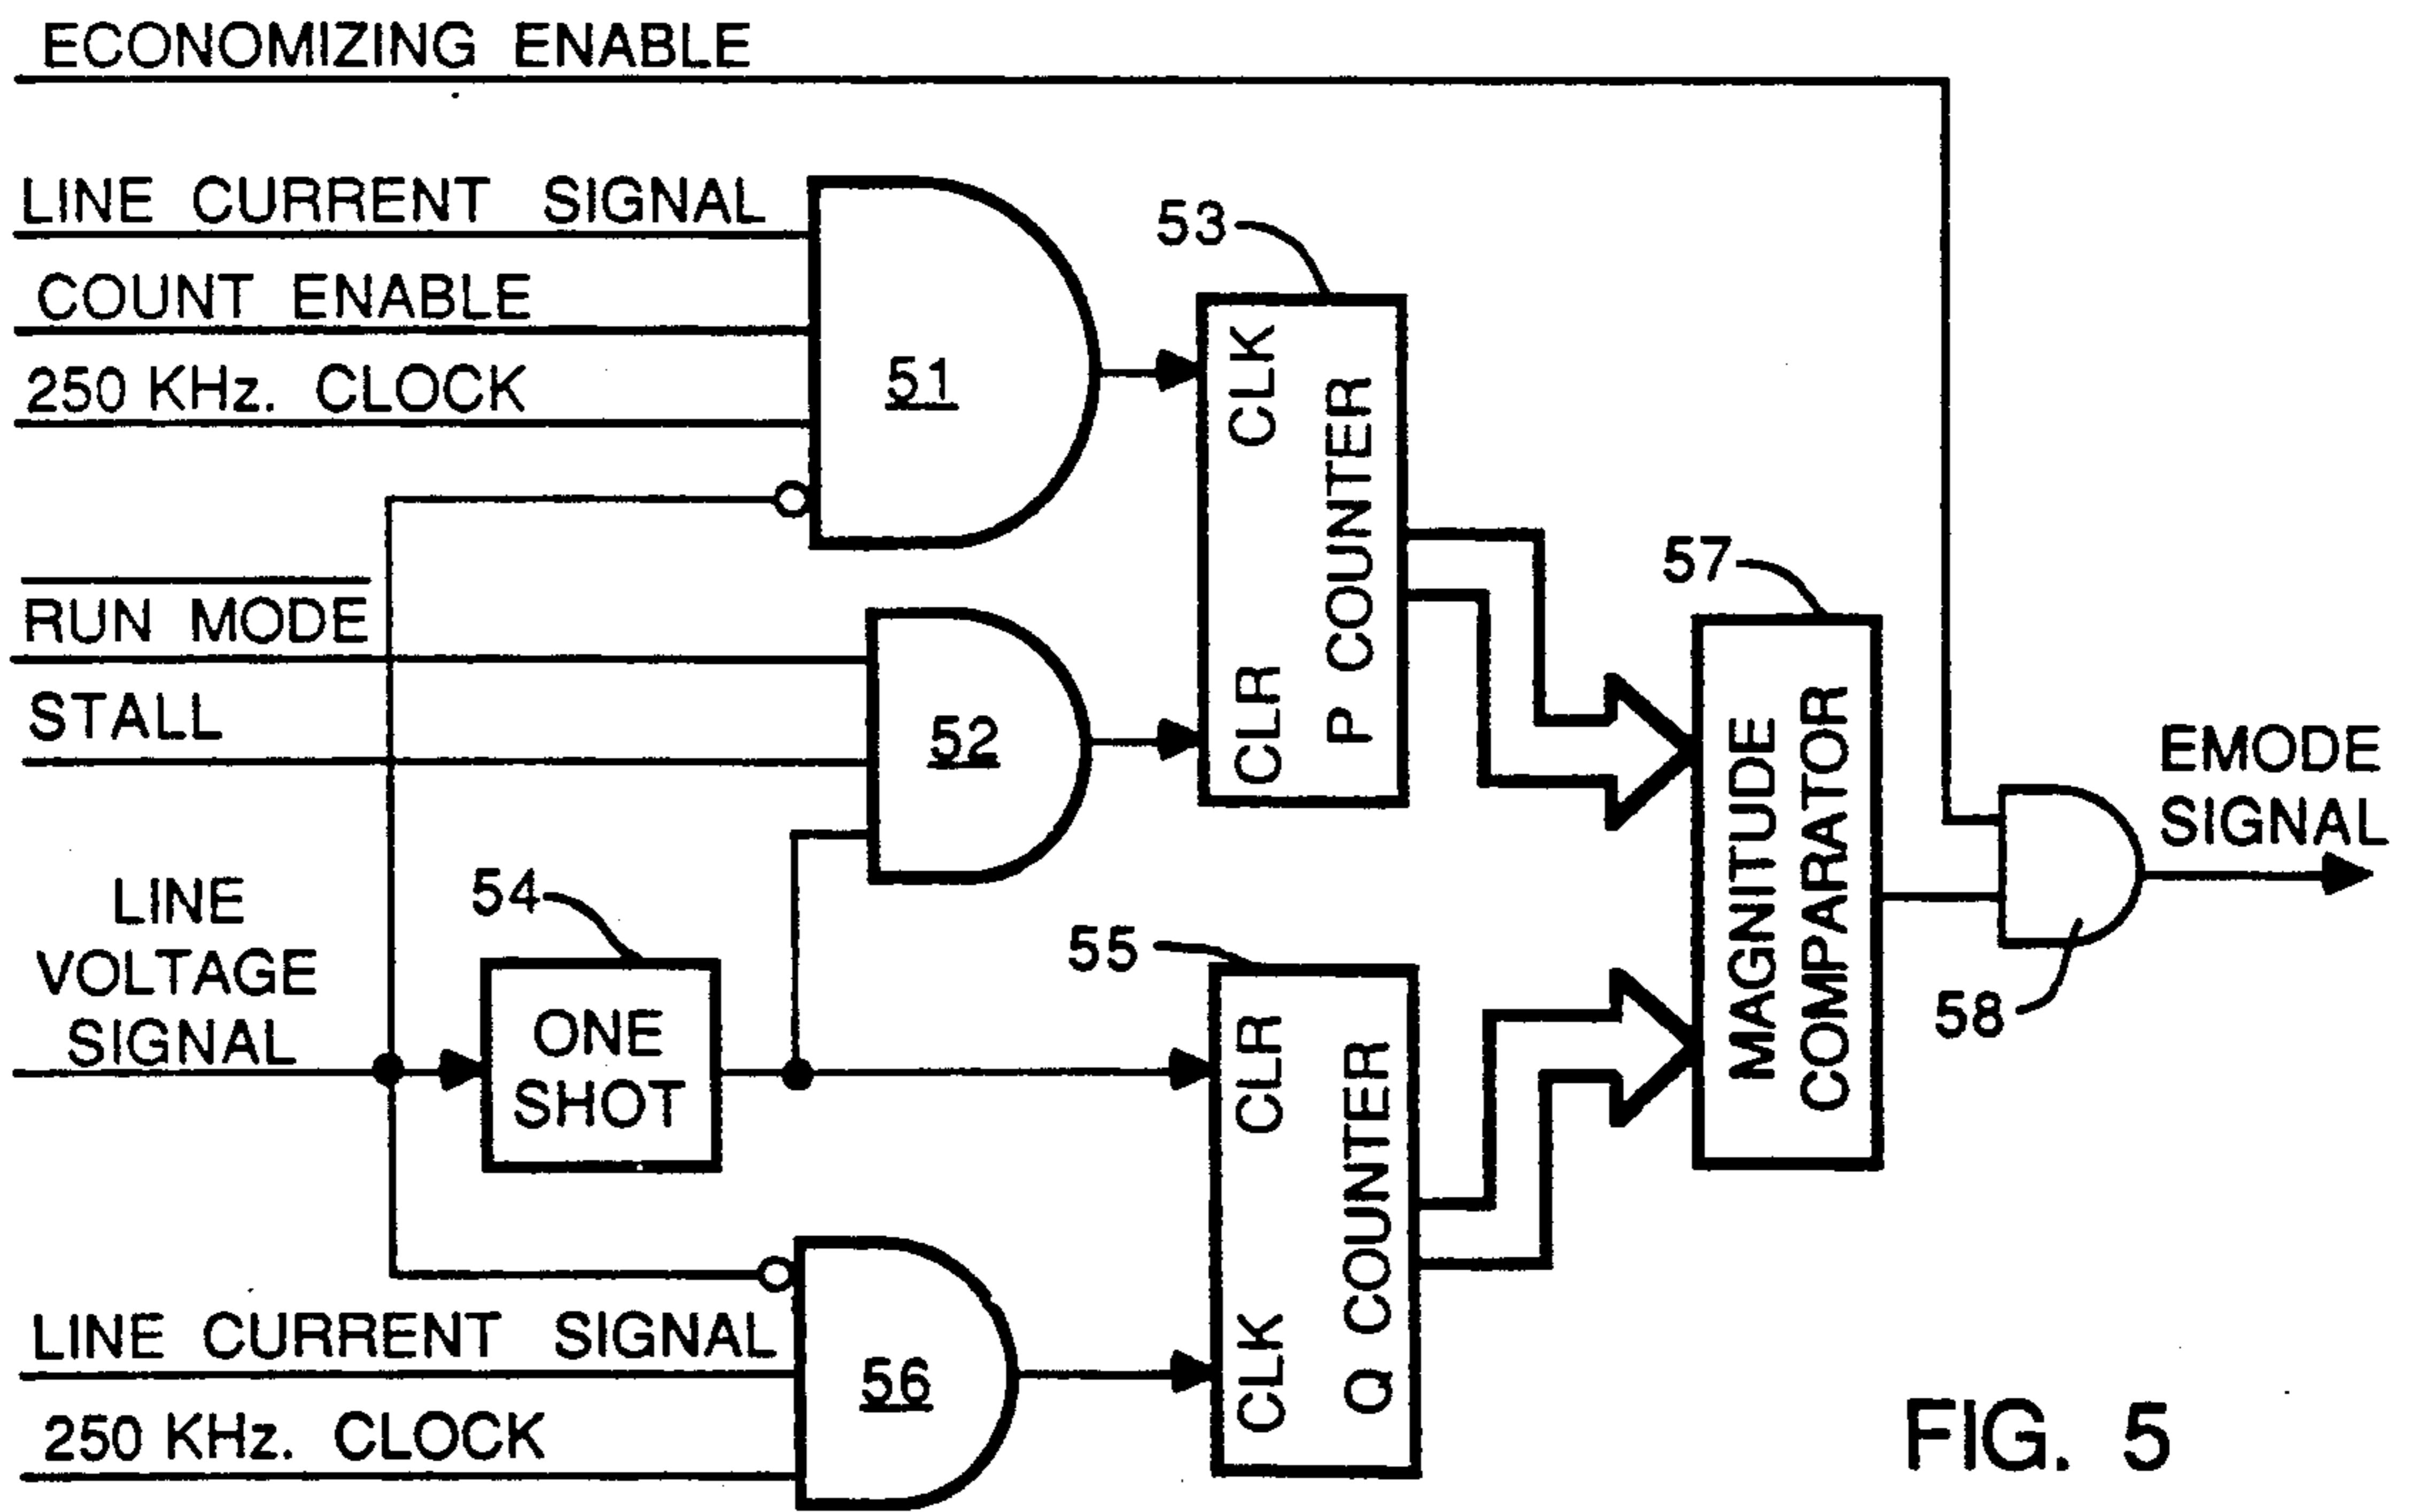 ECONOMIZING ENABLE
LINE CURRENT SIGNAL
COUNT ENABLE
250 KHz. CLOCK
51
53
CLK
CLR
P COUNTER
RUN MODE
STALL
52
57
MAGNITUDE
COMPARATOR
EMODE
SIGNAL
58
LINE
VOLTAGE
SIGNAL
54
ONE
SHOT
55
CLR
CLK
Q COUNTER
LINE CURRENT SIGNAL
250 KHz. CLOCK
56
FIG. 5